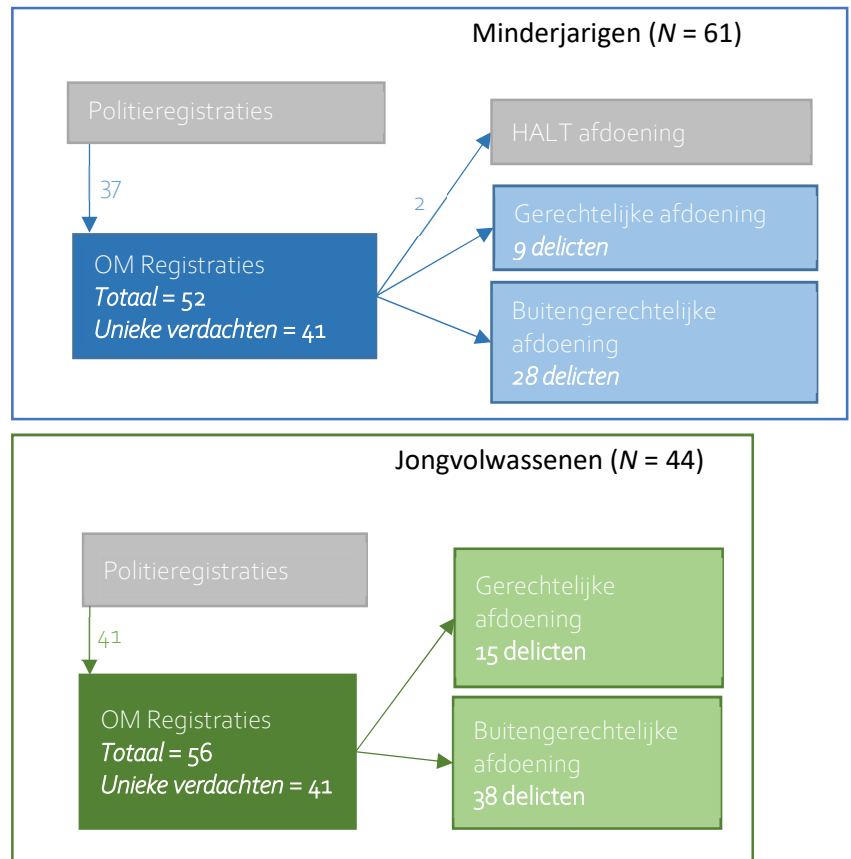 Minderjarigen (N = 61)
Politieregistraties
37
OM Registraties
Totaal = 52
Unieke verdachten = 41
2
HALT afdoening
Gerechtelijke afdoening
9 delicten
Buitengerechtelijke
afdoening
28 delicten
Jongvolwassenen (N = 44)
Politieregistraties
41
OM Registraties
Totaal = 56
Unieke verdachten = 41
Gerechtelijke
afdoening
15 delicten
Buitengerechtelijke
afdoening
38 delicten